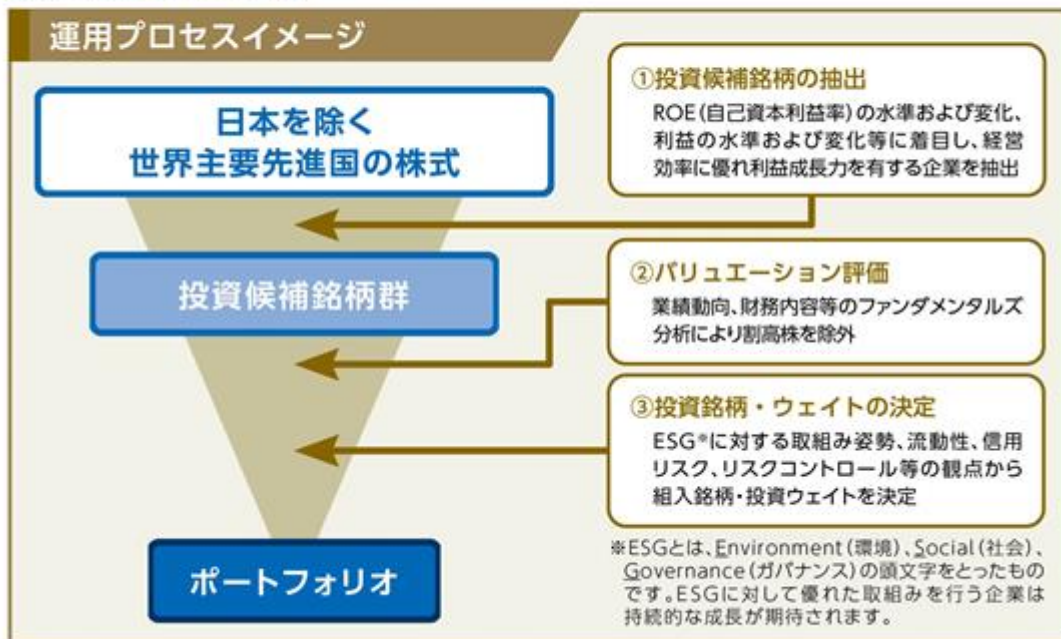 運用プロセスイメージ
日本を除く
世界主要先進国の株式
①投資候補銘柄の抽出
ROE(自己資本利益率)の水準および変化、
利益の水準および変化等に着目し、経営
効率に優れ利益成長力を有する企業を抽出
投資候補銘柄群
②バリュエーション評価
業績動向、財務内容等のファンダメンタルズ
分析により割高株を除外
③投資銘柄・ウェイトの決定
ESG※に対する取組み姿勢、流動性、信用
リスク、リスクコントロール等の観点から
組入銘柄・投資ウェイトを決定
ポートフォリオ
※ESGとは、Environment(環境)、Social(社会)、
Governance(ガバナンス)の頭文字をとったもの
です。ESGに対して優れた取組みを行う企業は
持続的な成長が期待されます。